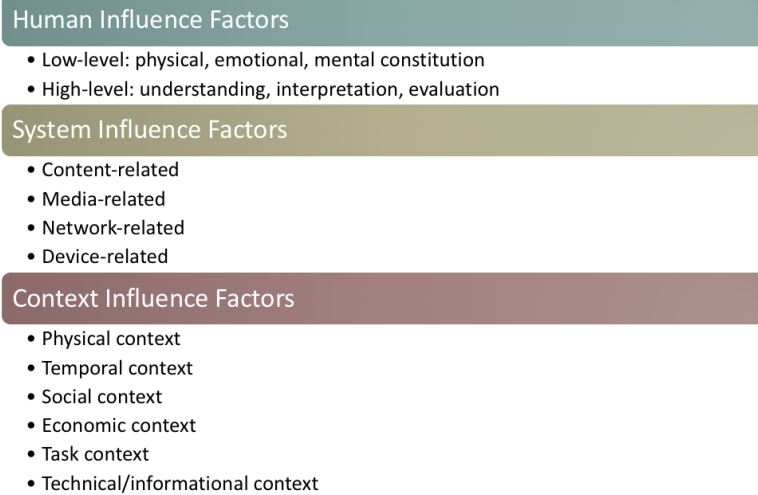 Human Influence Factors
• Low-level: physical, emotional, mental constitution
• High-level: understanding, interpretation, evaluation
System Influence Factors
• Content-related
• Media-related
• Network-related
• Device-related
Context Influence Factors
• Physical context
• Temporal context
• Social context
• Economic context
• Task context
• Technical/informational context